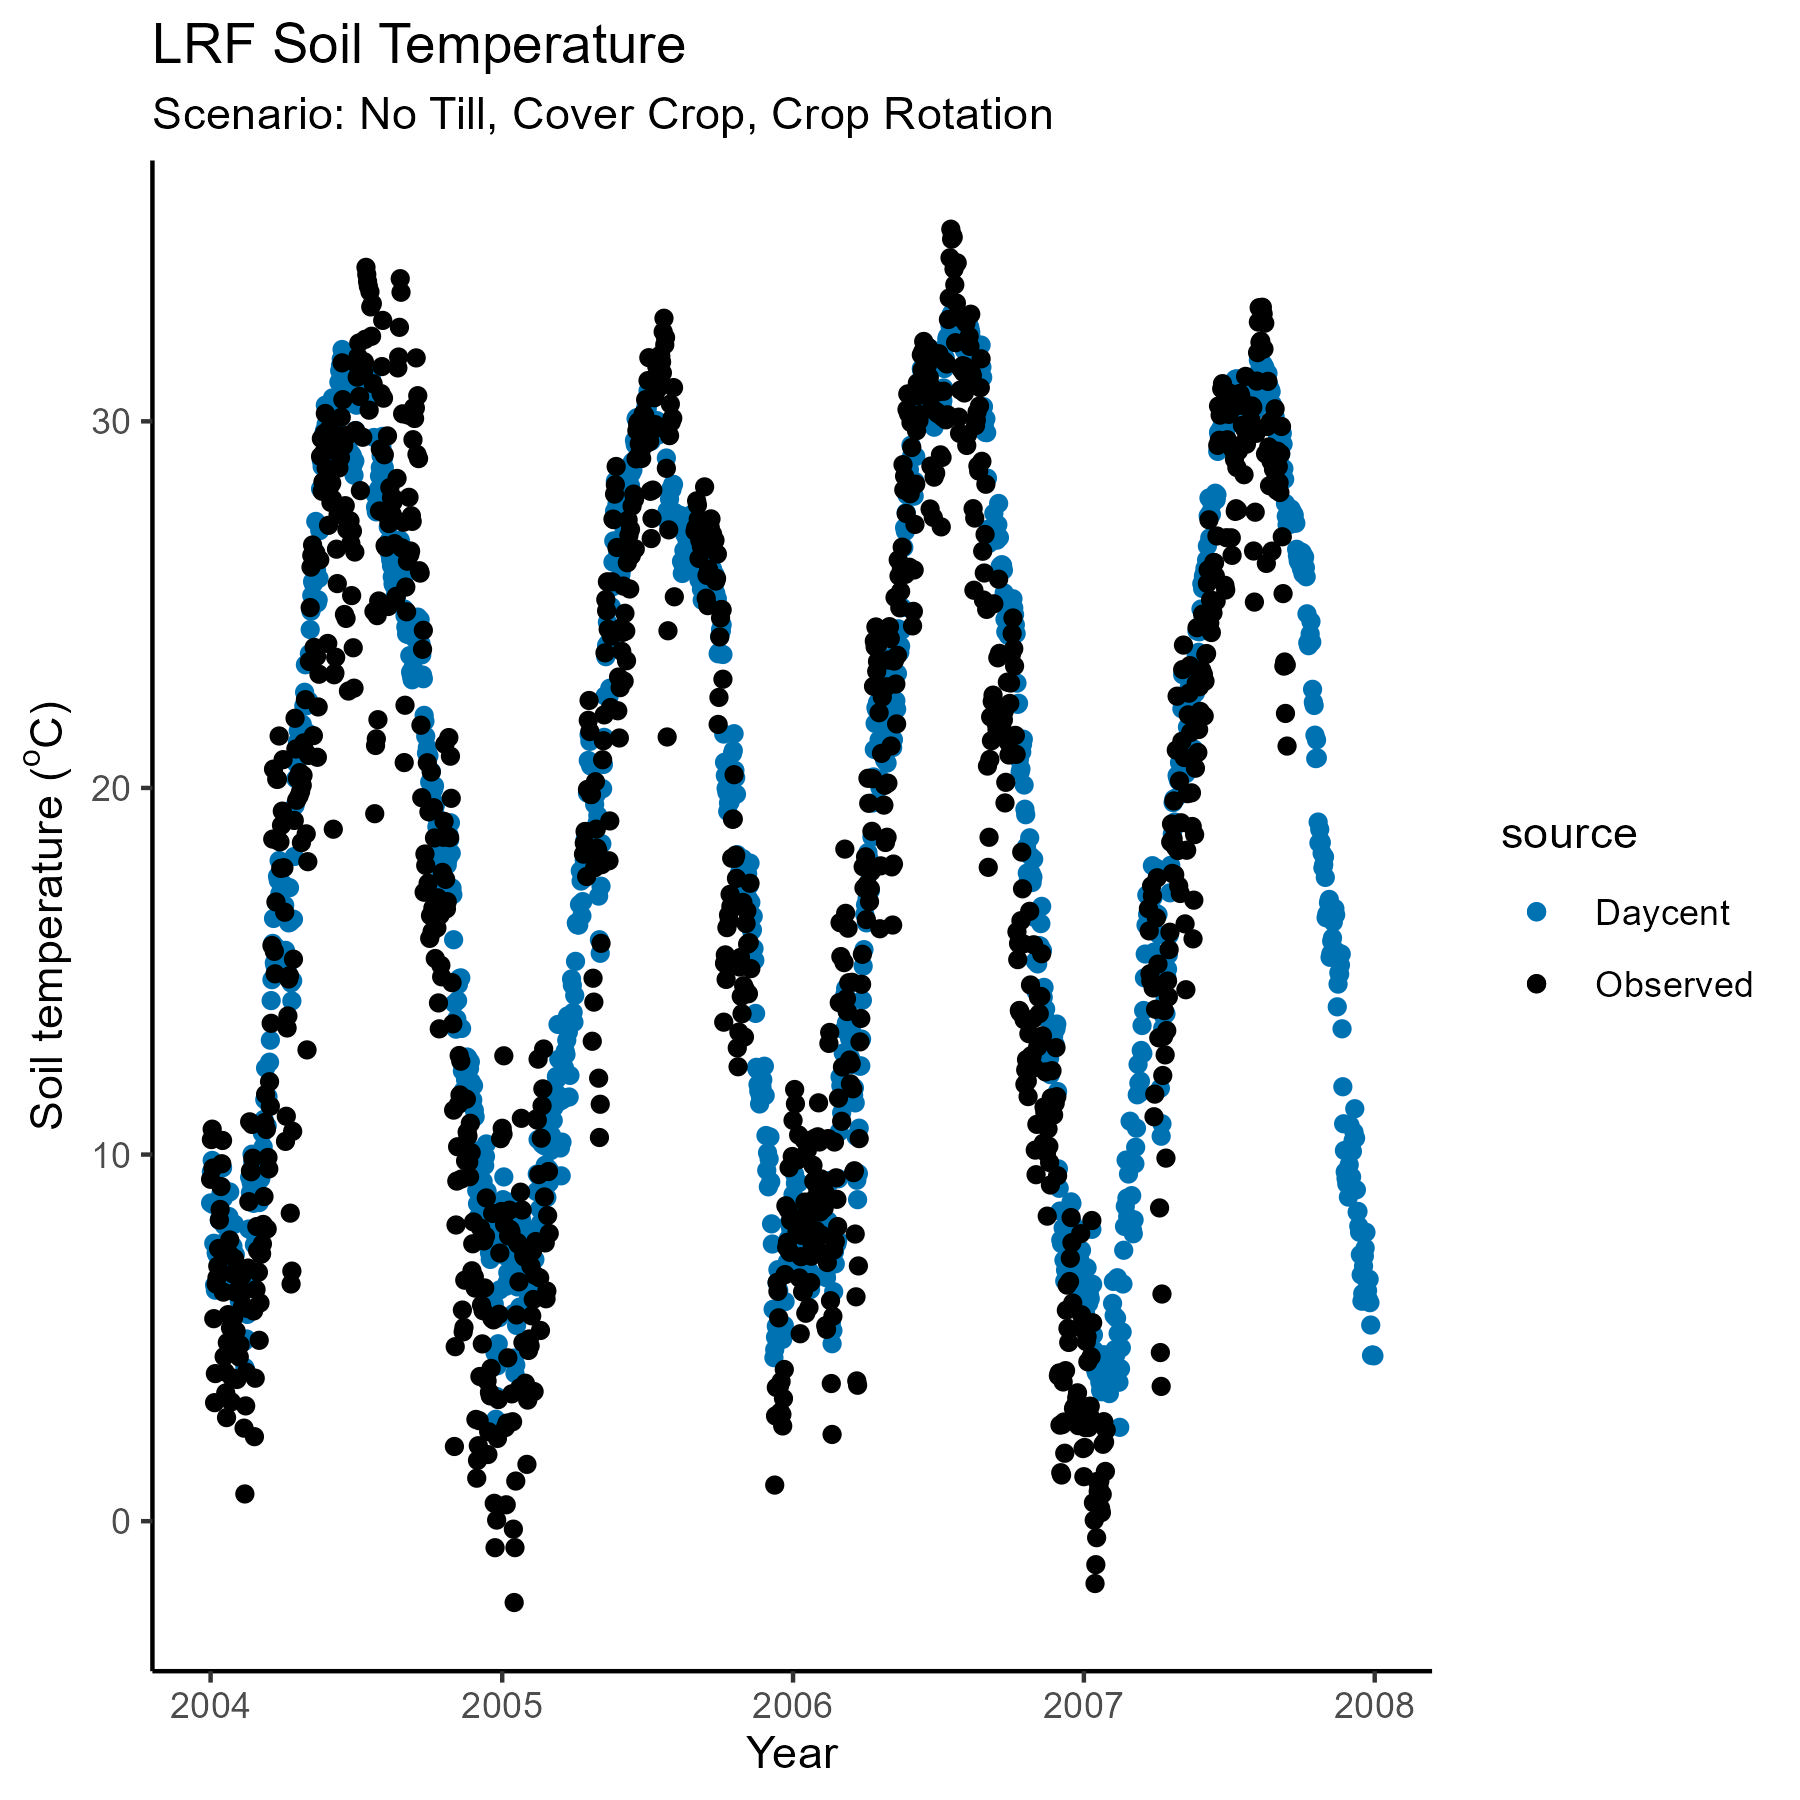 LRF Soil Temperature
Scenario: No Till, Cover Crop, Crop Rotation
Soil temperature (°C)
30
20
10
0
2004 2005 2006 2007 2008
Year
source
Daycent
Observed